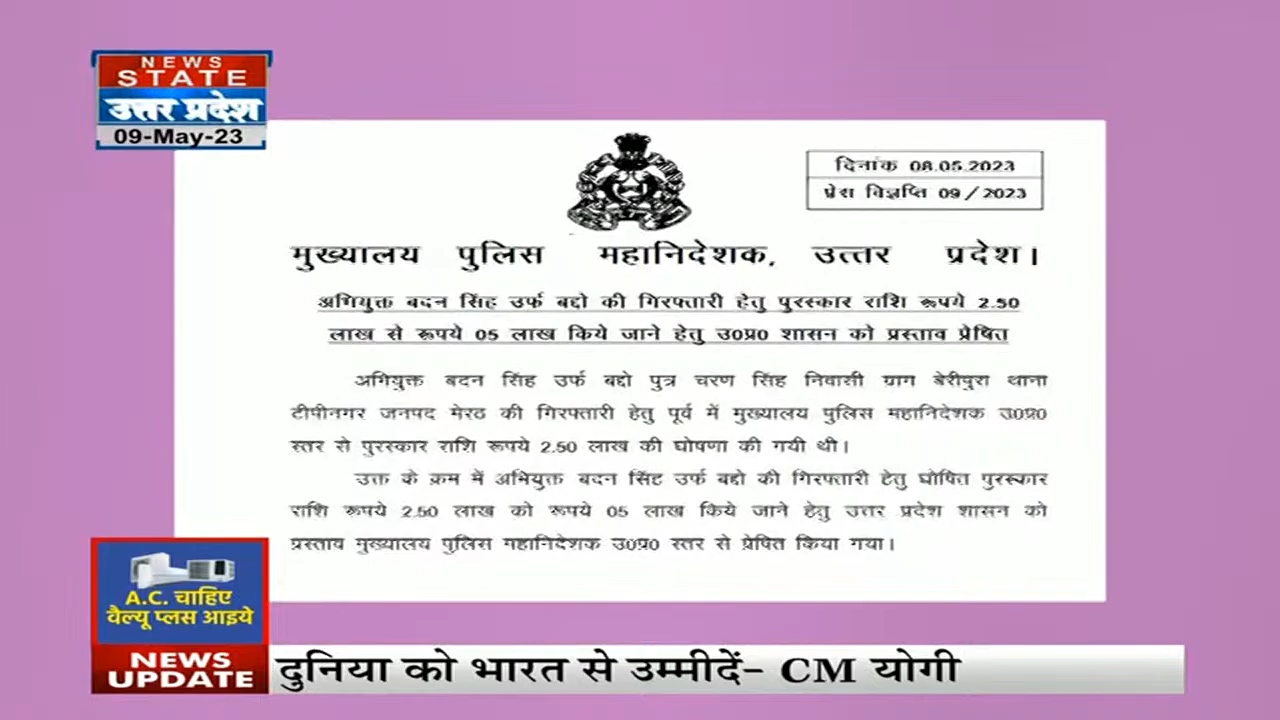 NEWS
STATE
उत्तर प्रदेश
09-May-23
दिनांक 08.05.2023
प्रेस विज्ञप्ति 09/2023
मुख्यालय पुलिस महानिदेशक, उत्तर प्रदेश।
अभियुक्त बदन सिंह उर्फ बद्दो की गिरफ्तारी हेतु पुरस्कार राशि रूपये 2.50
लाख से रूपये 05 लाख किये जाने हेतु उ0प्र0 शासन को प्रस्ताव प्रेषित
अभियुक्त बदन सिंह उर्फ बद्दो पुत्र चरण सिंह निवासी ग्राम बेरीपुरा थाना
टीपीनगर जनपद मेरठ की गिरफ्तारी हेतु पूर्व में मुख्यालय पुलिस महानिदेशक उ0प्र0
स्तर से पुरस्कार राशि रूपये 2.50 लाख की घोषणा की गयी थी।
उक्त के क्रम में अभियुक्त बदन सिंह उर्फ बद्दो की गिरफ्तारी हेतु घोषित पुरस्कार
राशि रूपये 2.50 लाख को रूपये 05 लाख किये जाने हेतु उत्तर प्रदेश शासन को
प्रस्ताव मुख्यालय पुलिस महानिदेशक उ0प्र0 स्तर से प्रेषित किया गया।
A.C. चाहिए
वैल्यू प्लस आइये
NEWS
UPDATE
दुनिया को भारत से उम्मीदें- CM योगी